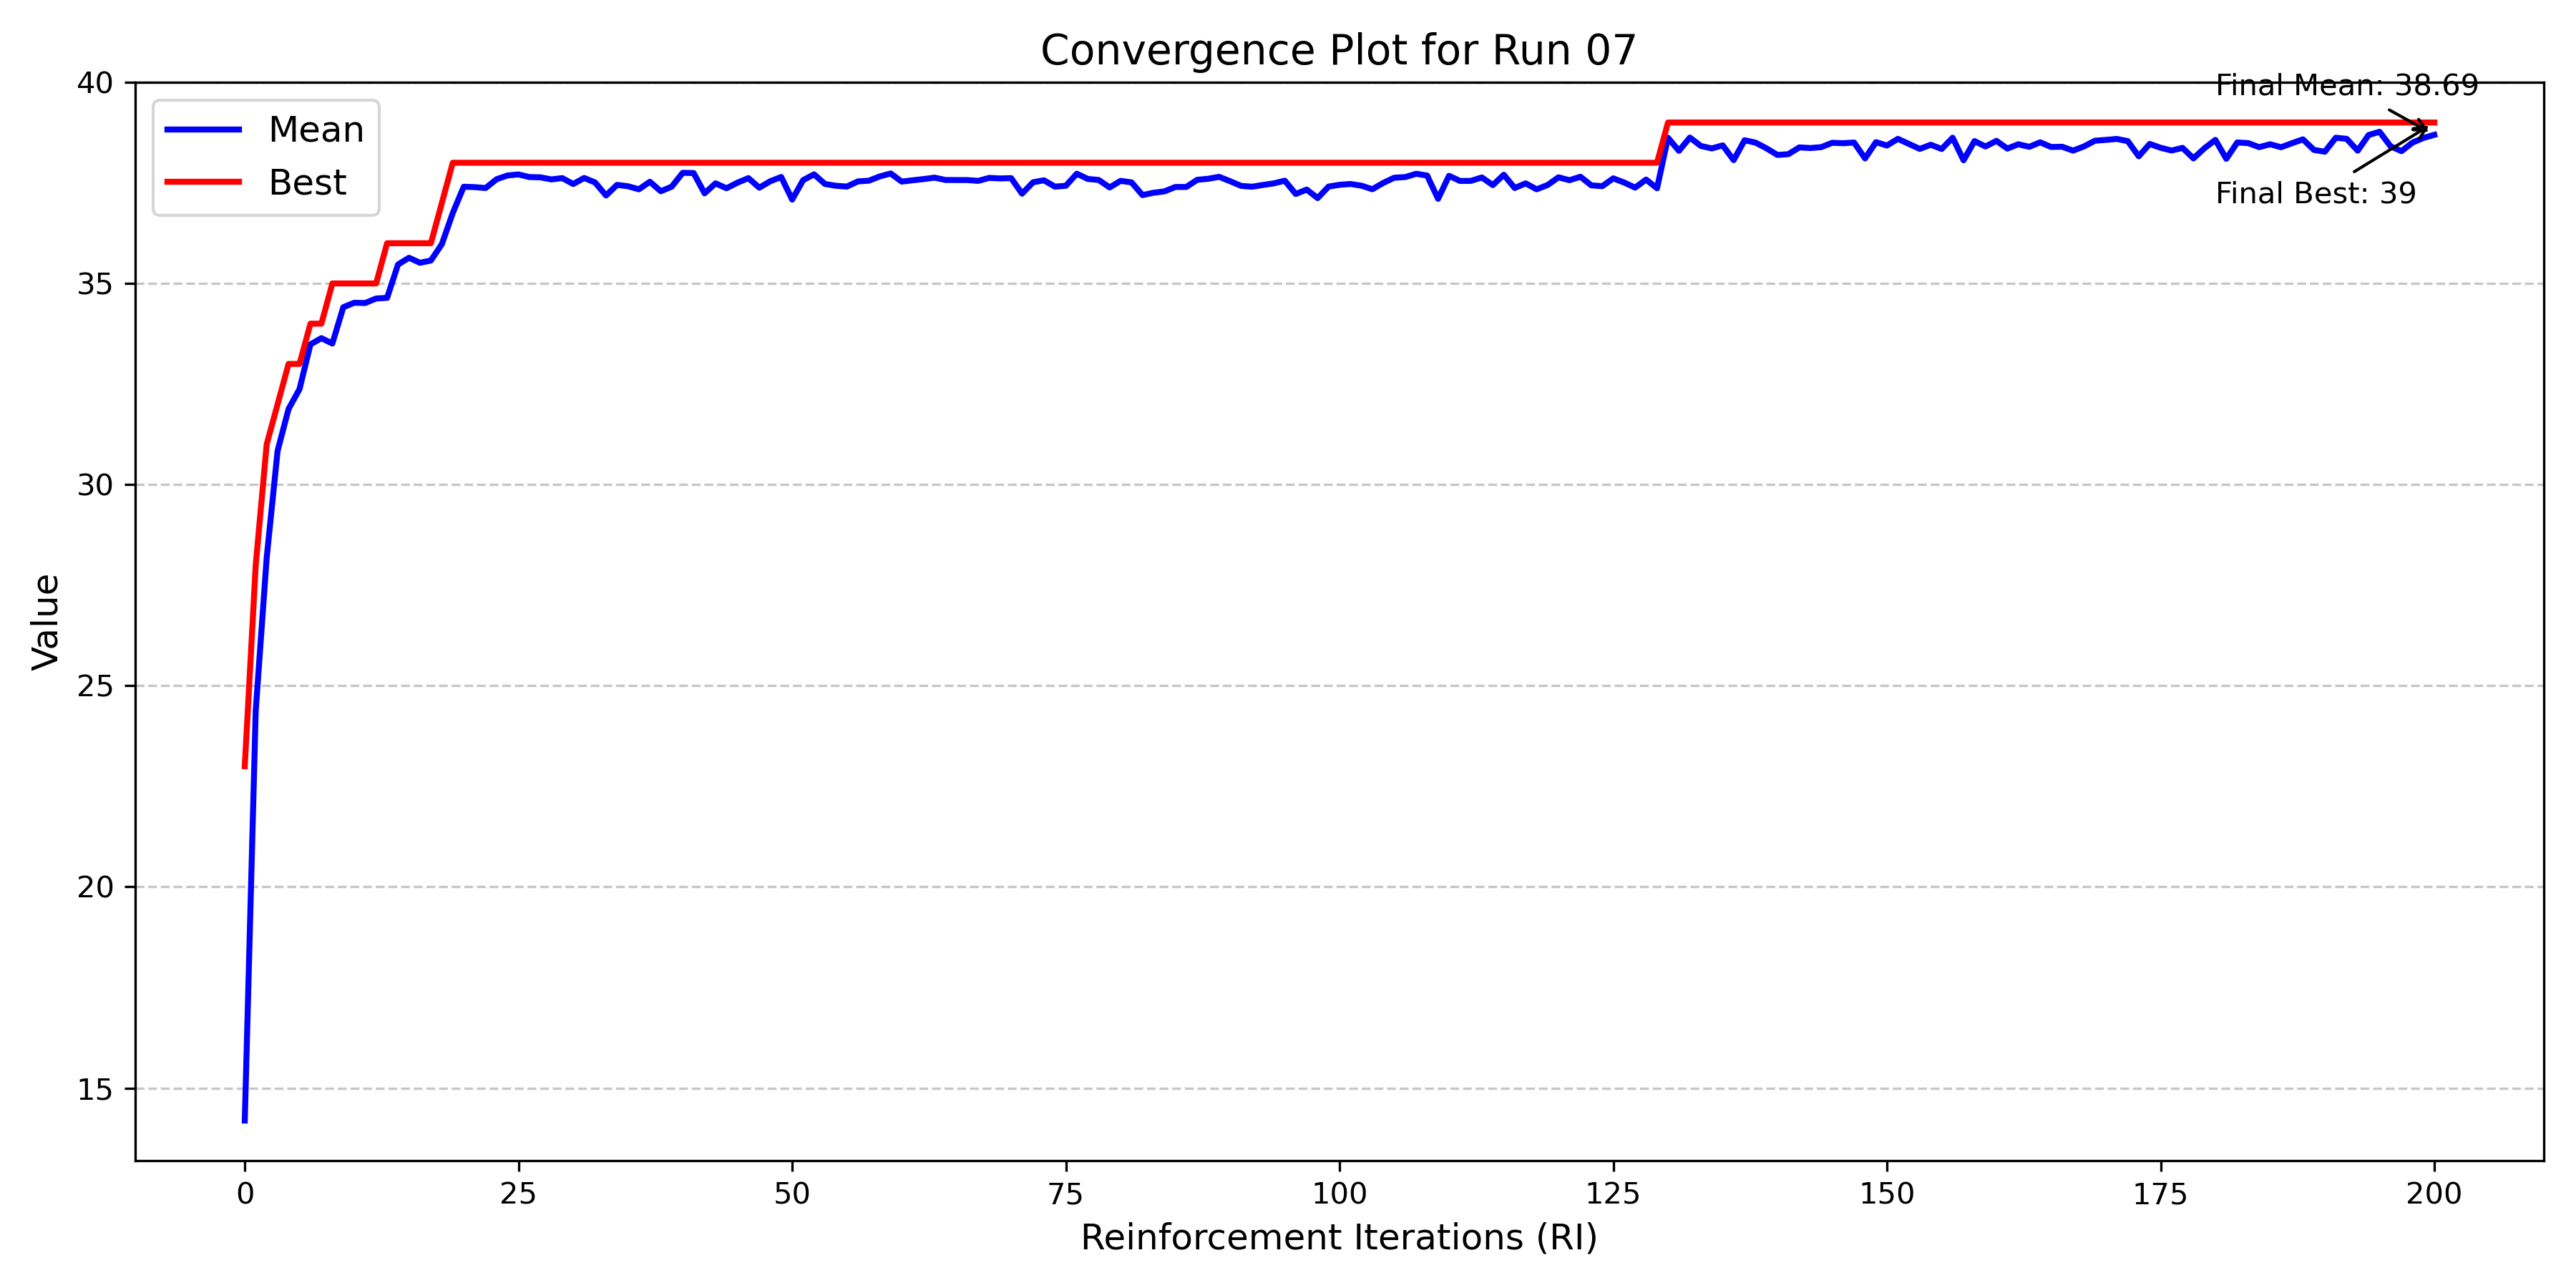 Convergence Plot for Run 07
Final Mean: 38.69
Final Best: 39
Mean
Best
Value
40
35
30
25
20
15
0 25 50 75 100 125 150 175 200
Reinforcement Iterations (RI)